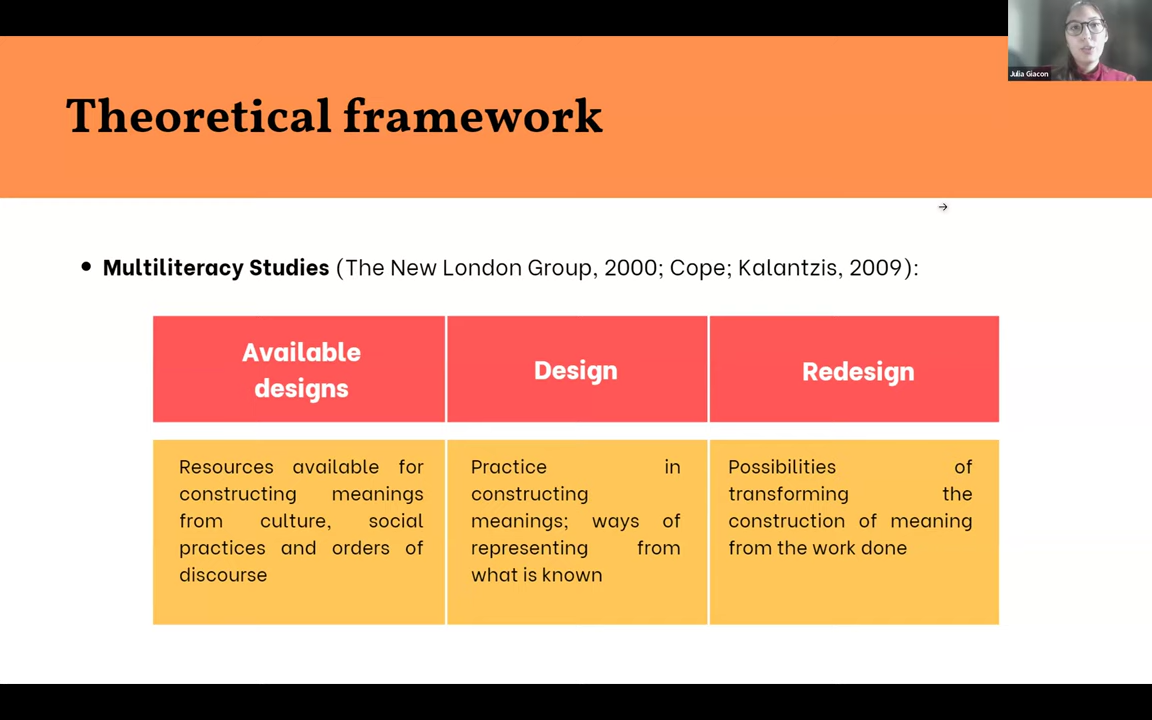 Julia Giacon
Theoretical framework
Multiliteracy Studies (The New London Group, 2000; Cope; Kalantzis, 2009):
Available
designs
Design
Redesign
Resources available for
constructing meanings
from culture, social
practices and orders of
discourse
Practice in
constructing
meanings; ways of
representing from
what is known
Possibilities of
transforming the
construction of meaning
from the work done